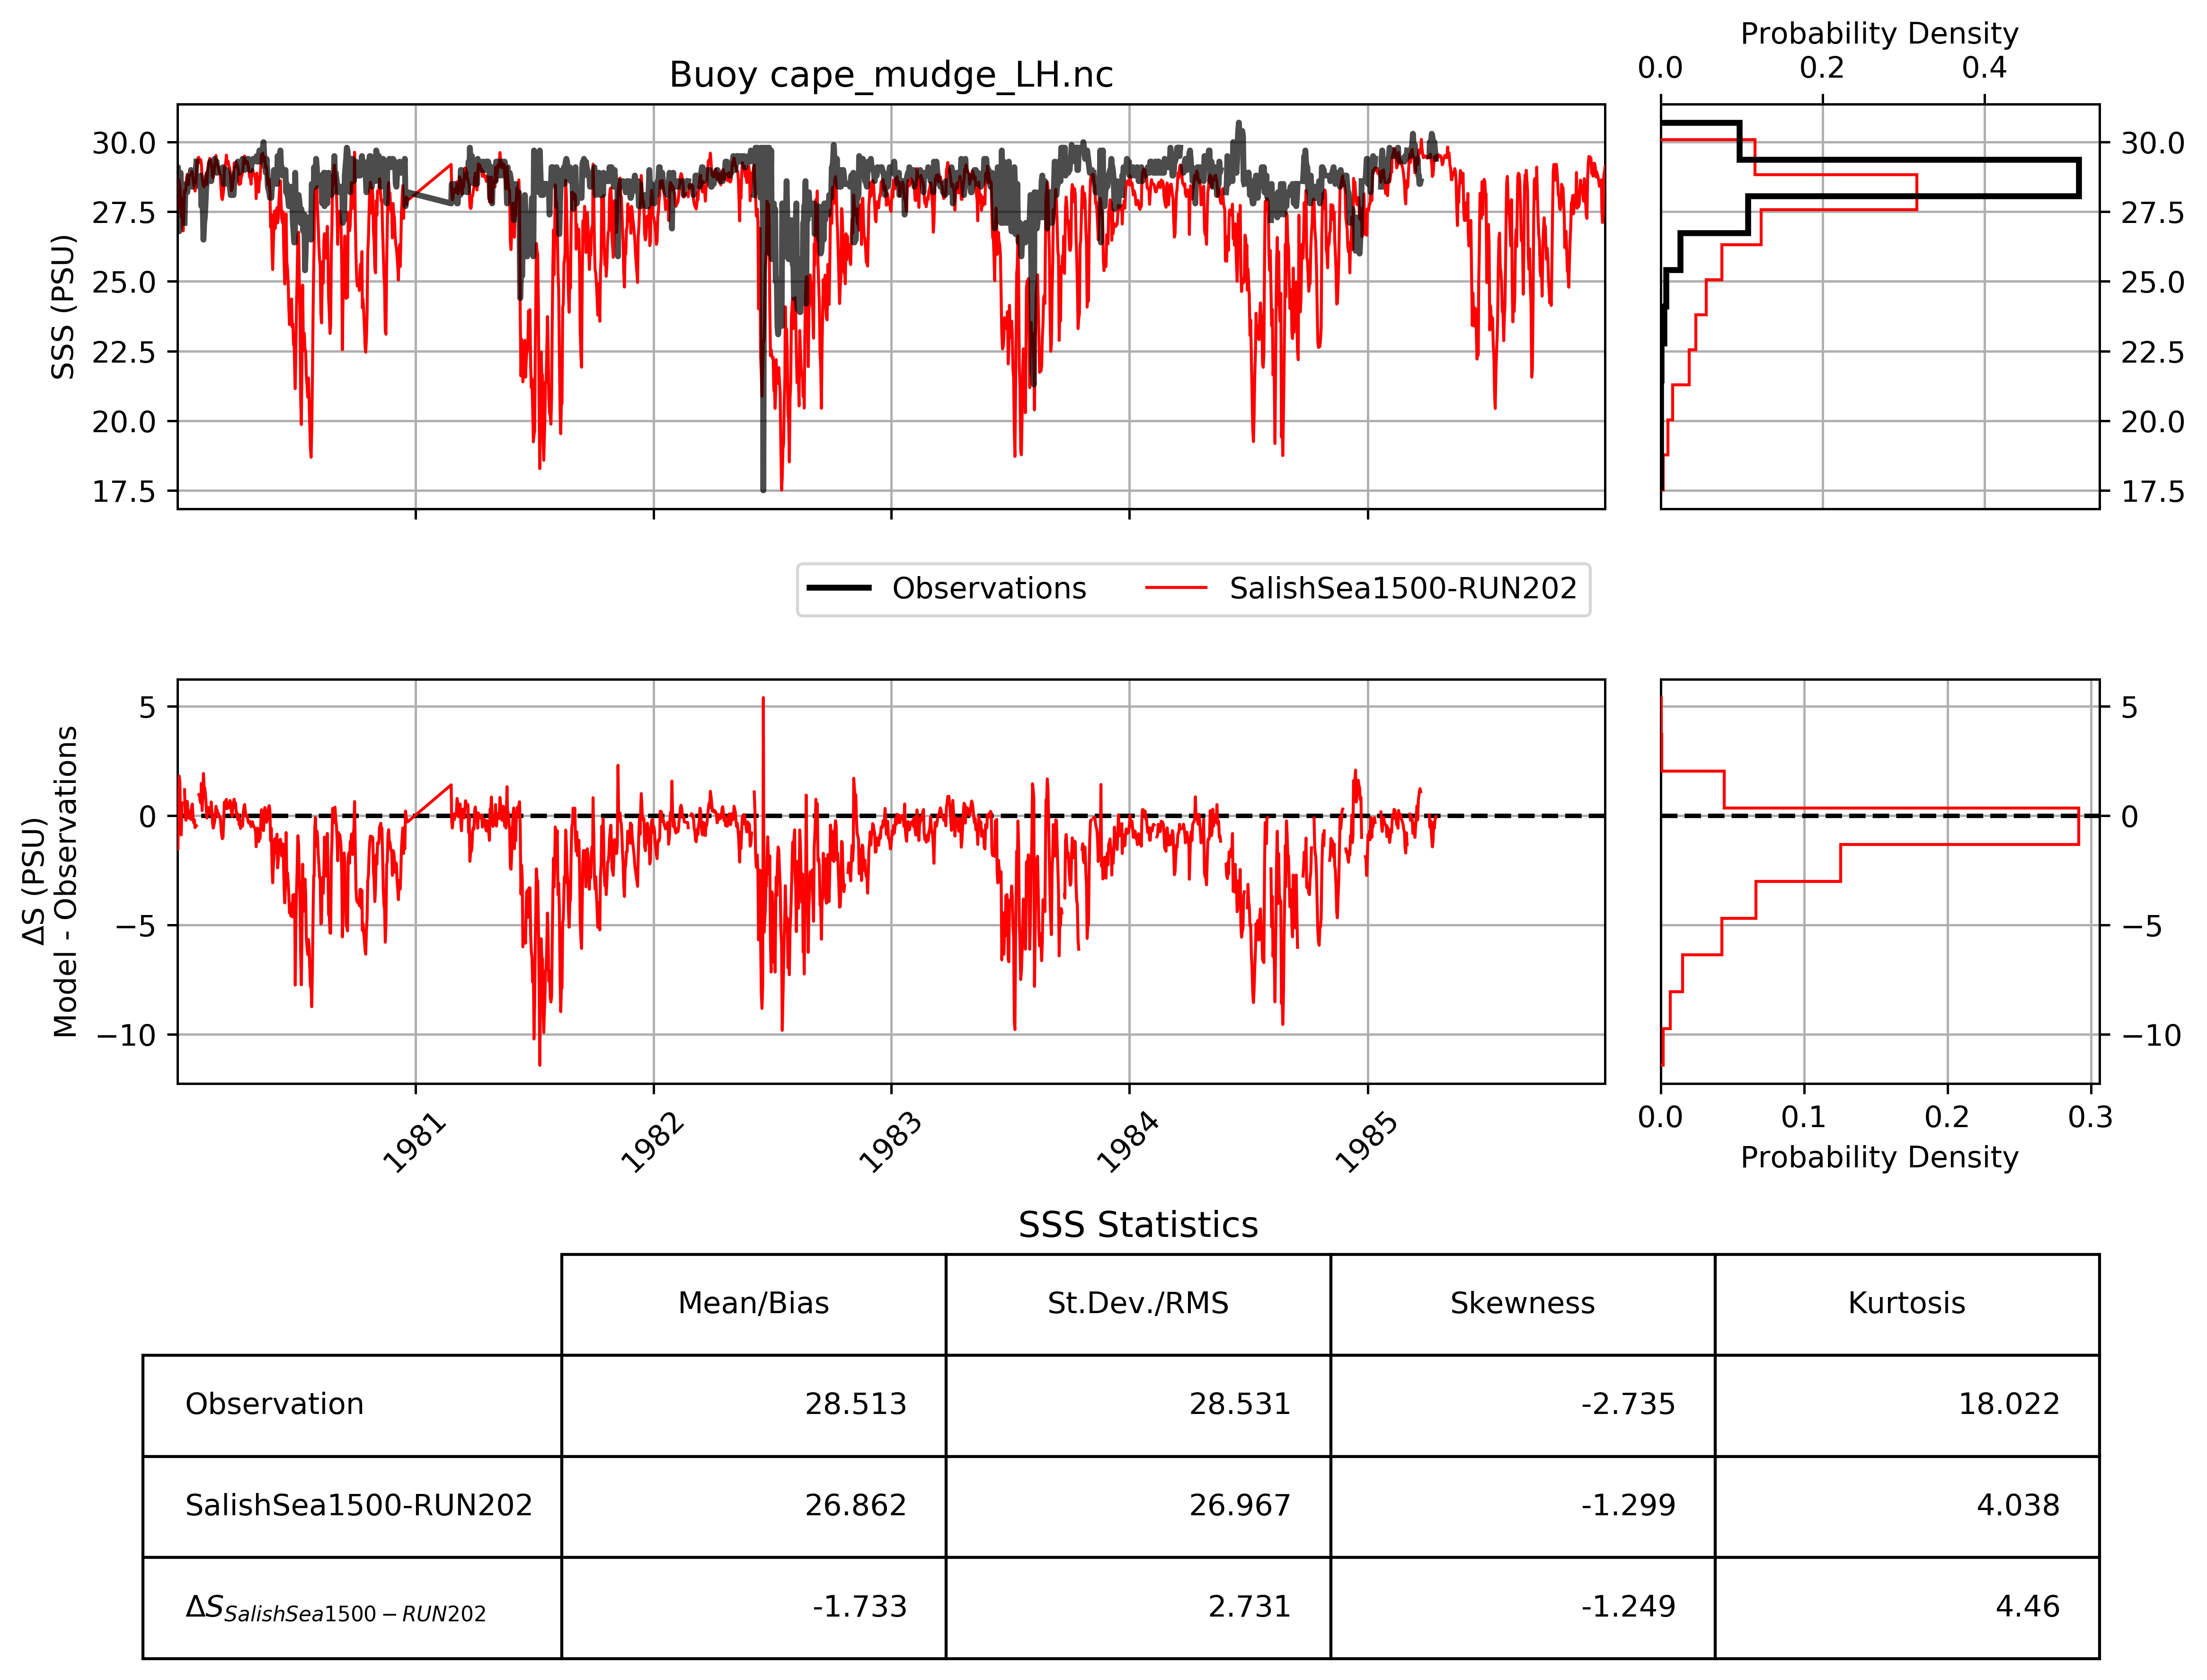 Probability Density
0.0 0.2 0.4
Buoy cape_mudge_LH.nc
SSS (PSU)
30.0
27.5
25.0
22.5
20.0
17.5
30.0
27.5
25.0
22.5
20.0
17.5
Observations SalishSea1500-RUN202
ΔS (PSU)
Model - Observations
5
0
−5
−10
5
0
−5
−10
1981 1982 1983 1984 1985
0.0 0.1 0.2 0.3
Probability Density
SSS Statistics
Mean/Bias St.Dev./RMS Skewness Kurtosis
Observation 28.513 28.531 -2.735 18.022
SalishSea1500-RUN202 26.862 26.967 -1.299 4.038
ΔS SalishSea1500−RUN202 -1.733 2.731 -1.249 4.46